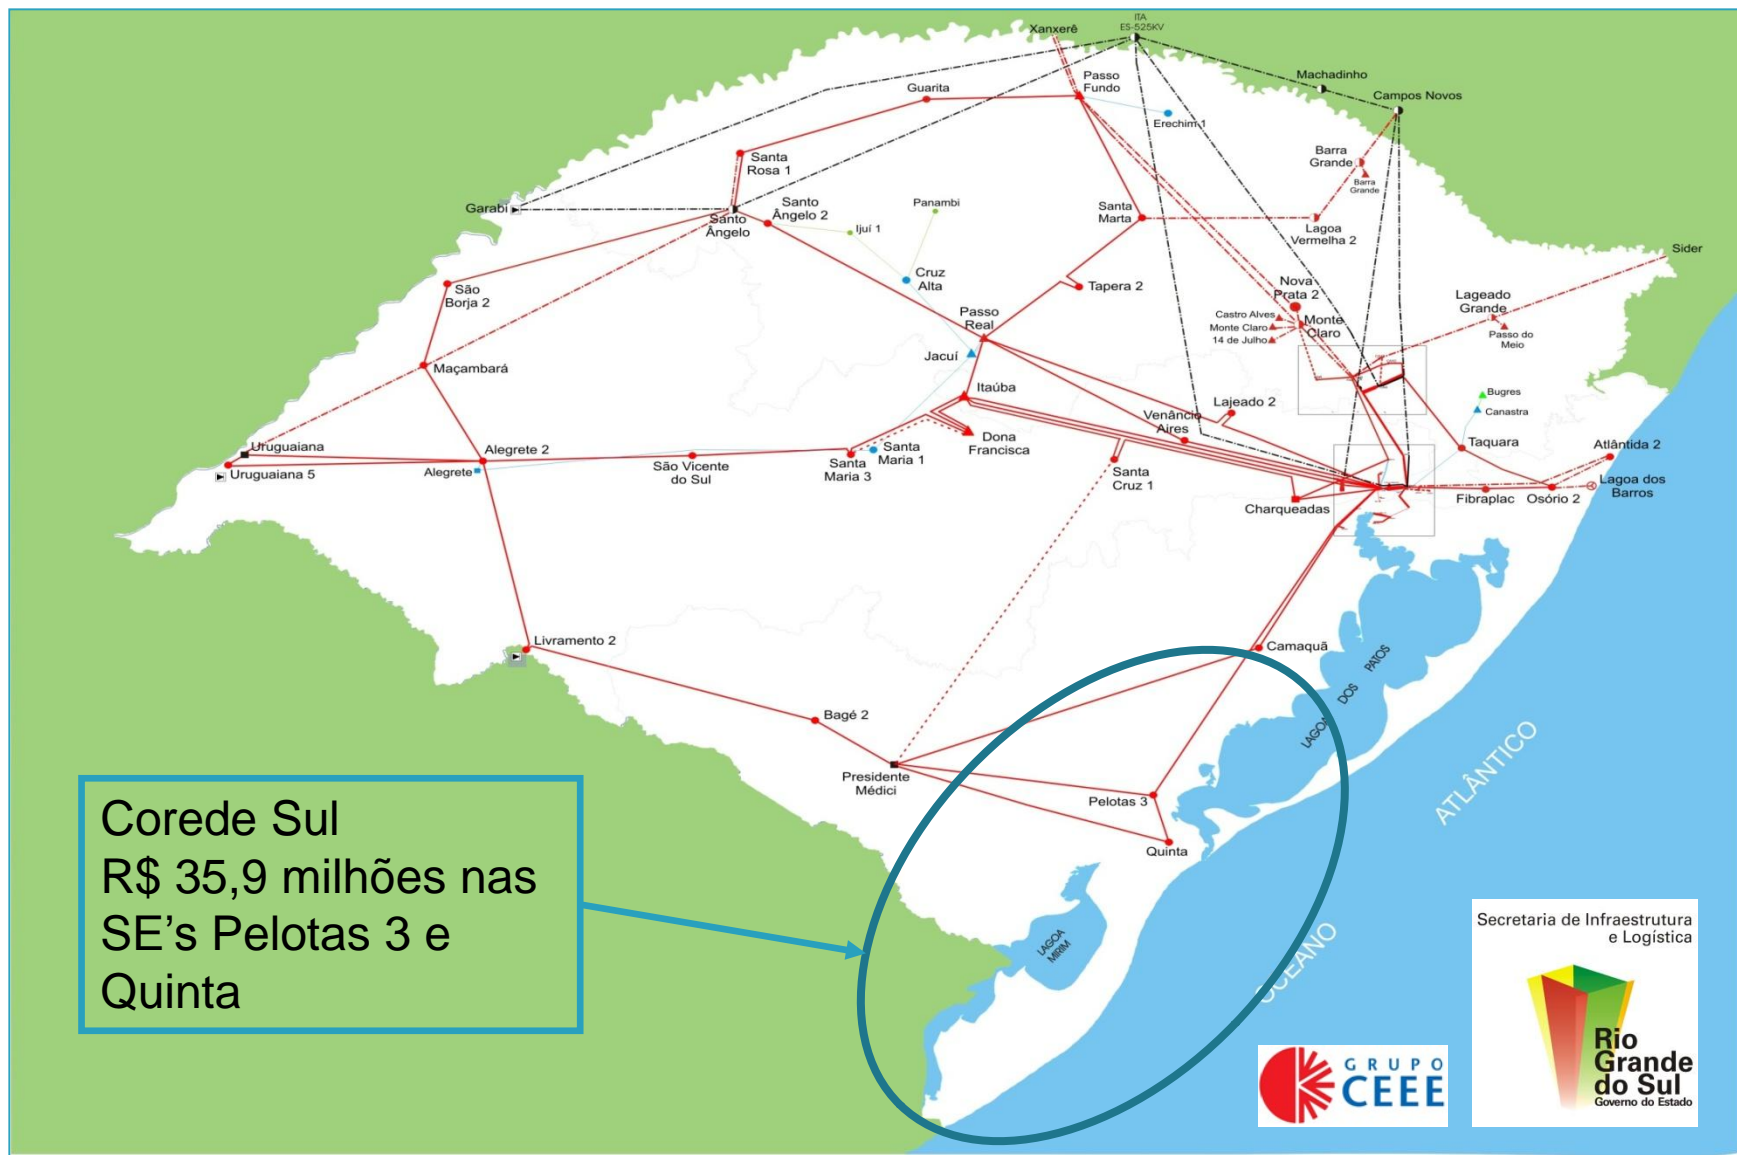 ITA
ES-525KV
Xanxerê
Machadinho
Passo
Fundo
Guarita
Campos Novos
Erechim 1
Barra
Grande
Barra
Grande
Santa
Rosa 1
Garabi
Santo
Ângelo
Santo
Ângelo 2
Panambi
Ijuí 1
Santa
Marta
Lagoa
Vermelha 2
Sider
Cruz
Alta
São
Borja 2
Tapera 2
Nova
Prata 2
Lageado
Grande
Passo
Real
Castro Alves
Monte Claro
14 de Julho
Monte
Claro
Passo do
Meio
Jacuí
Maçambará
Itaúba
Bugres
Canastra
Lajeado 2
Venâncio
Aires
Uruguaiana
Alegrete 2
Dona
Francisca
Santa
Maria 1
Taquara
Atlântida 2
Uruguaiana 5
Alegrete
São Vicente
do Sul
Santa
Maria 3
Santa
Cruz 1
Charqueadas
Fibraplac
Osório 2
Lagoa dos
Barros
Livramento 2
Camaquã
LAGOA DOS PATOS
Bagé 2
Presidente
Médici
Pelotas 3
Quinta
Corede Sul
R$ 35,9 milhões nas
SE’s Pelotas 3 e
Quinta
LAGOA
MIRIM
OCEANO ATLÂNTICO
Secretaria de Infraestrutura
e Logística
Rio
Grande
do Sul
Governo do Estado
GRUPO
CEEE